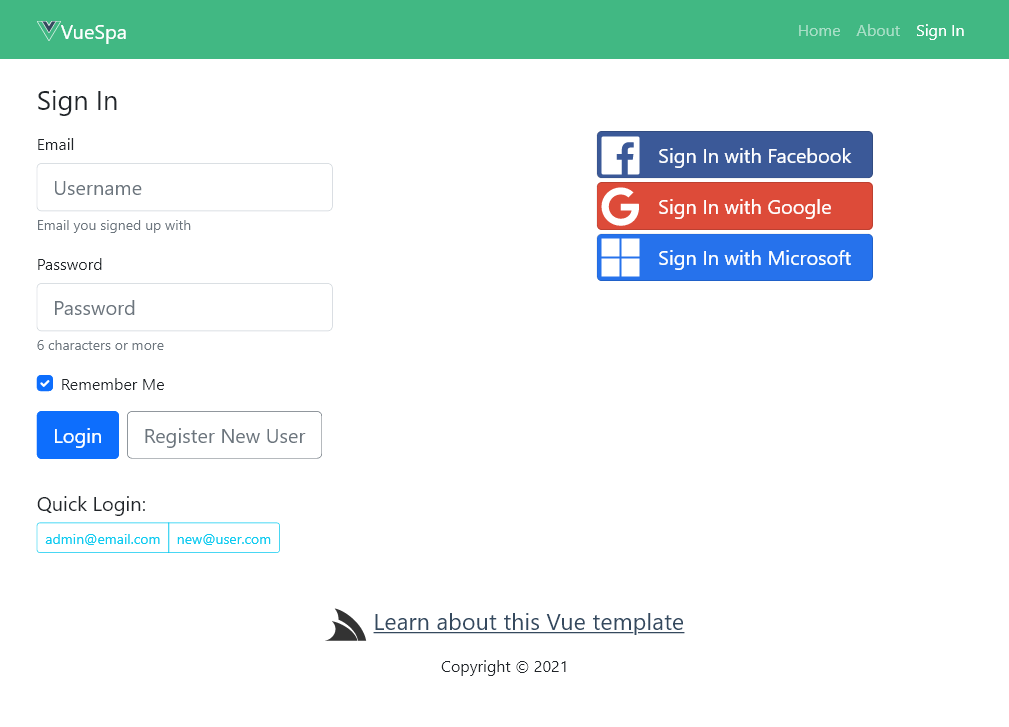 VueSpa
Home About Sign In
Sign In
Email
Username
Email you signed up with
Password
Password
6 characters or more
Remember Me
Login Register New User
Quick Login:
admin@email.com new@user.com
Sign In with Facebook
Sign In with Google
Sign In with Microsoft
Learn about this Vue template
Copyright © 2021